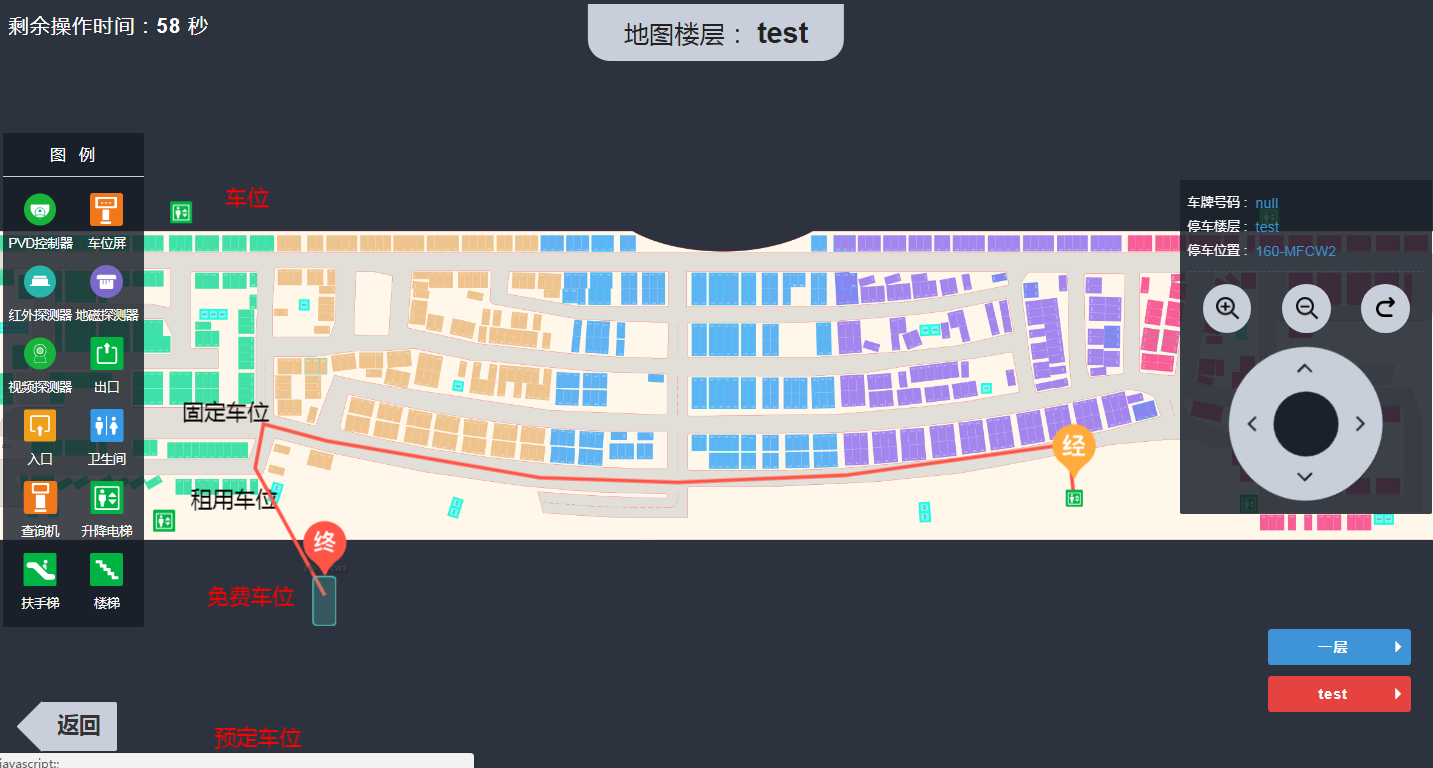 剩余操作时间：58 秒
地图楼层： test
图 例
PVD控制器
车位屏
红外探测器
地磁探测器
视频探测器
出口
入口
卫生间
查询机
升降电梯
扶手梯
楼梯
车位
固定车位
租用车位
免费车位
预定车位
经
终
车牌号码： null
停车楼层： test
停车位置： 160-MFCW2
一层
test
返回
javascript:;